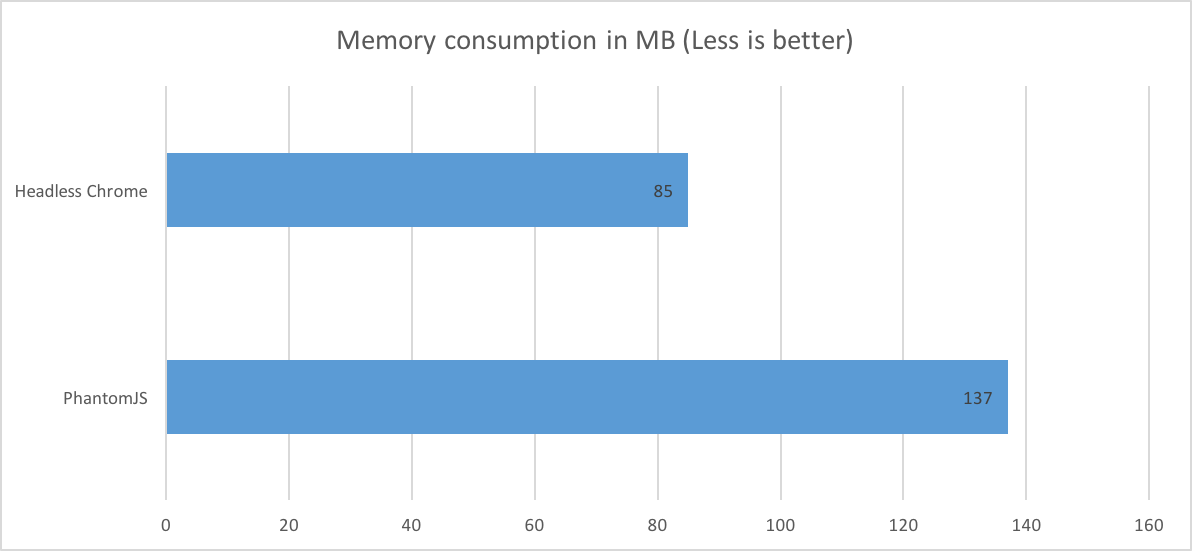 Memory consumption in MB (Less is better)
Headless Chrome
85
PhantomJS
137
0 20 40 60 80 100 120 140 160